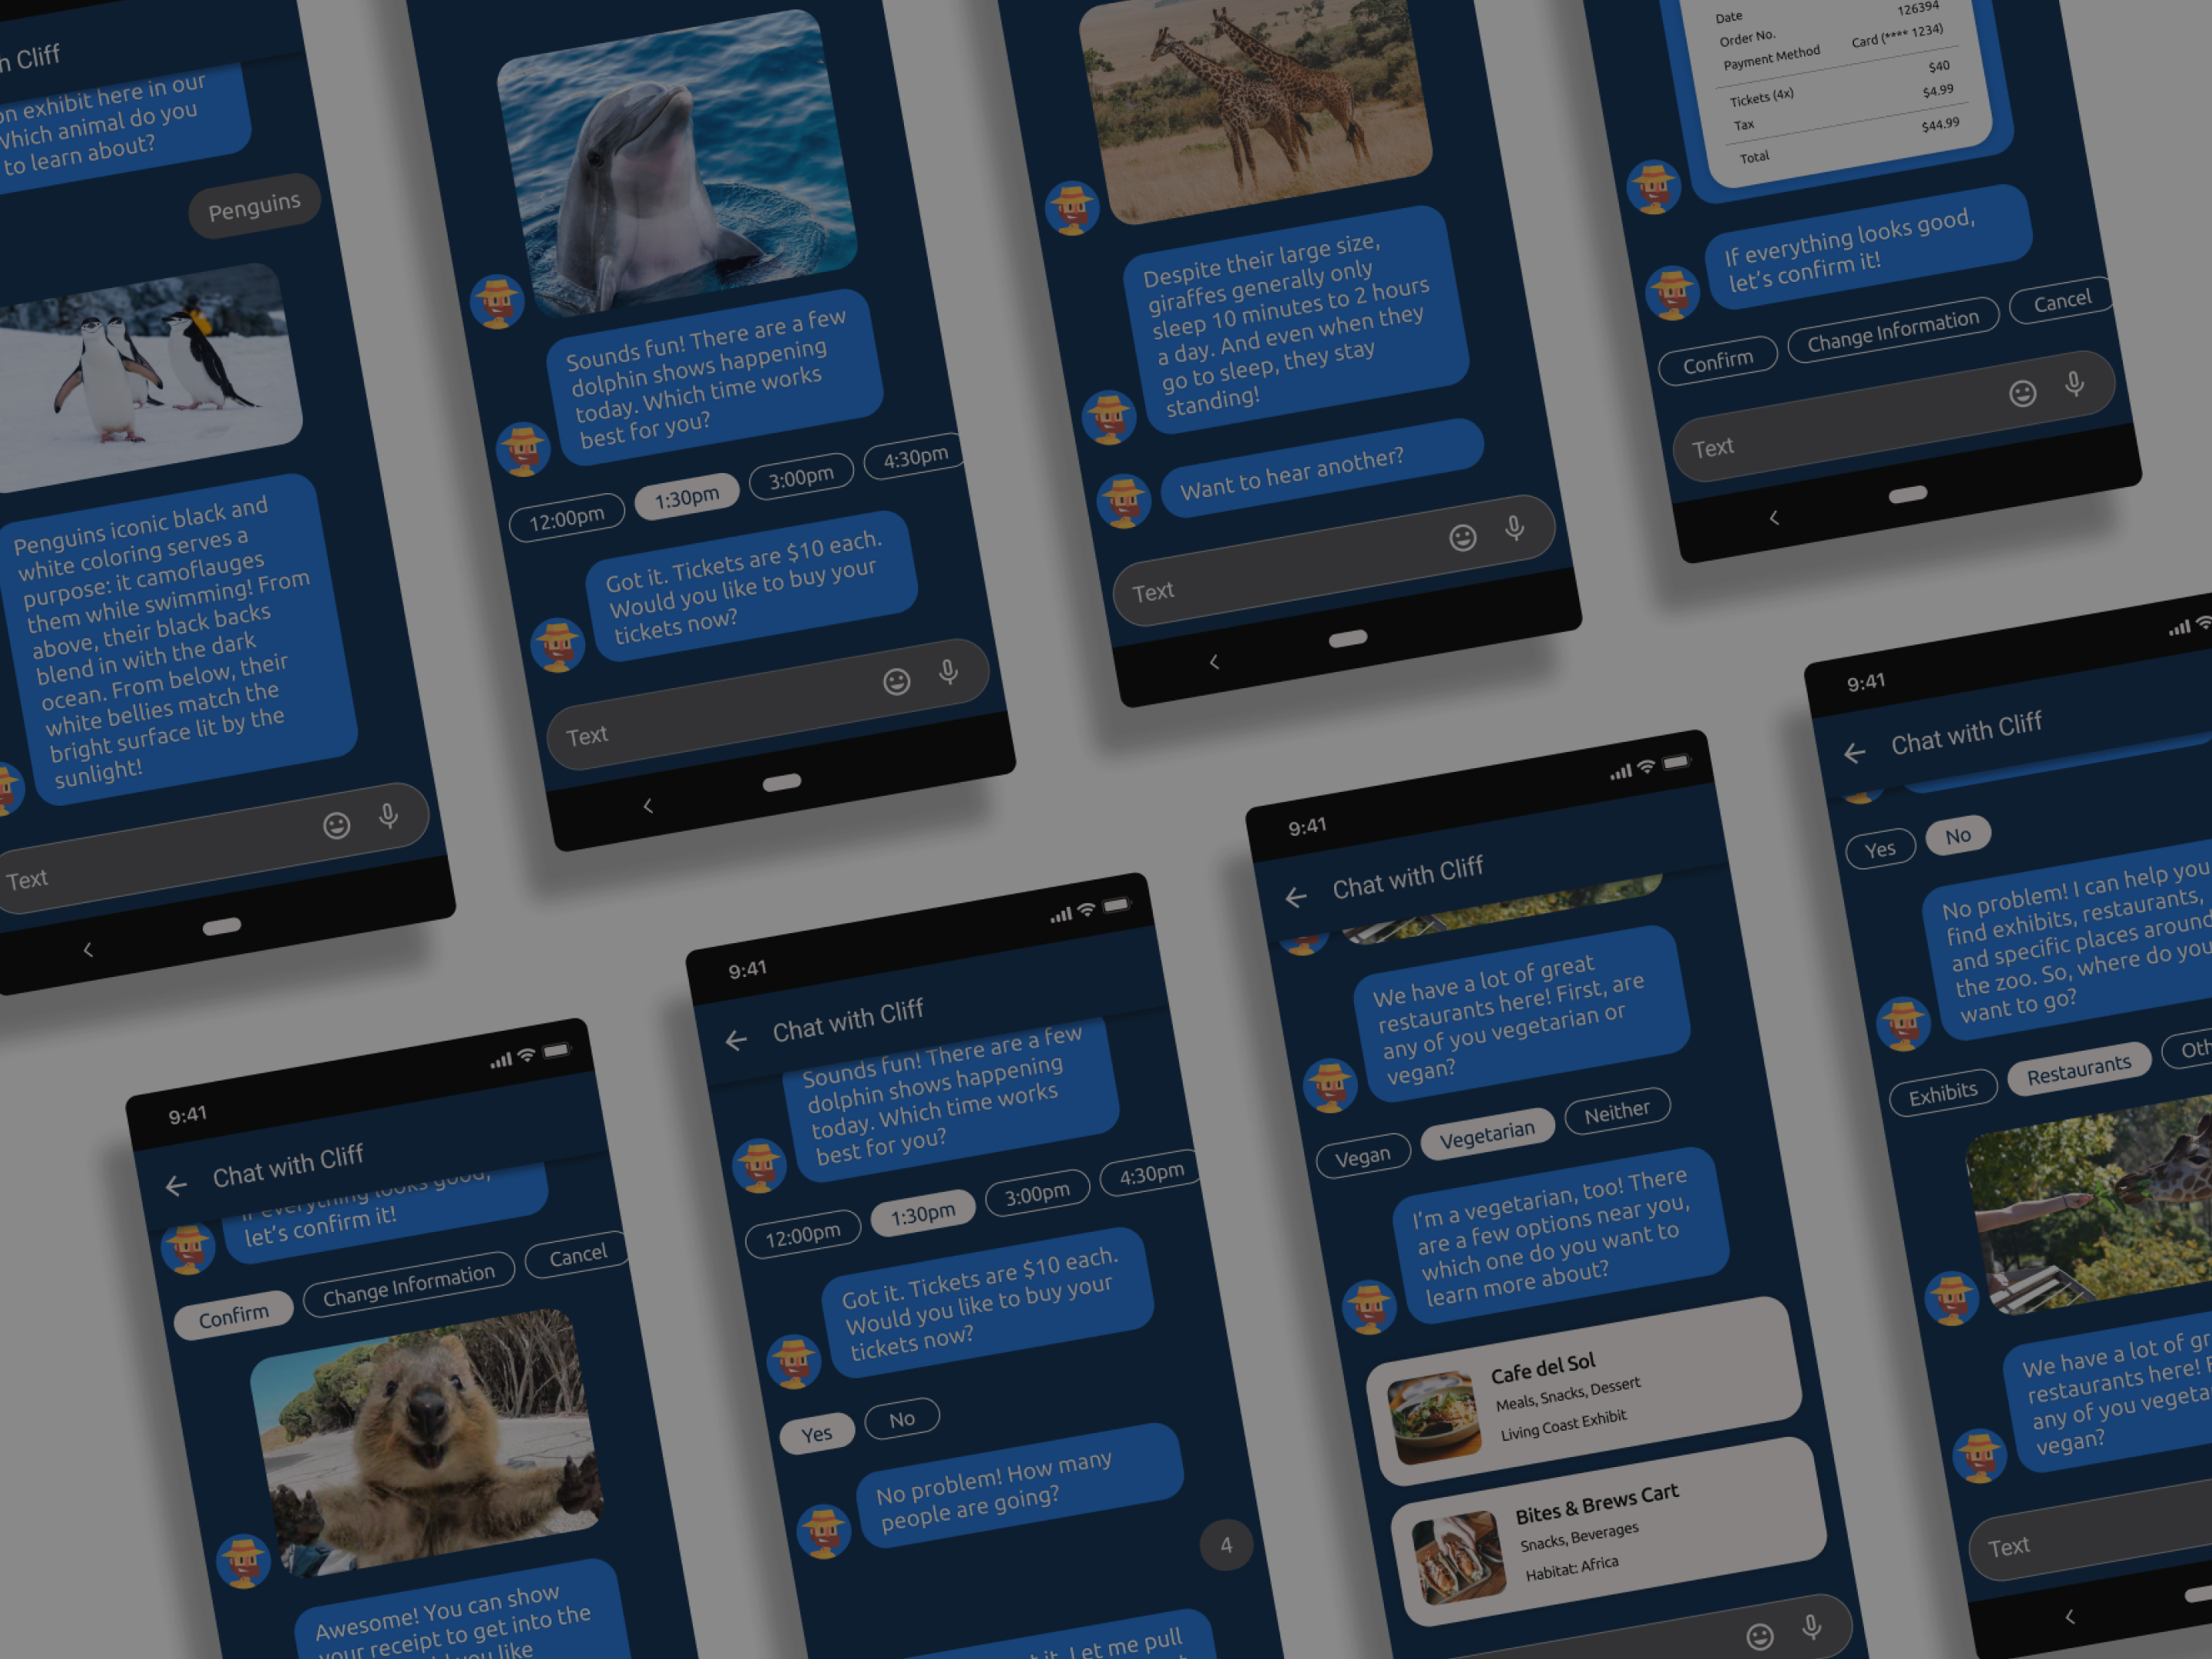 h Cliff
on exhibit here in our
Which animal do you
to learn about?
Penguins
Penguins iconic black and
white coloring serves a
purpose: it camoflauges
them while swimming! From
above, their black backs
blend in with the dark
ocean. From below, their
white bellies match the
bright surface lit by the
sunlight!
Text
Sounds fun! There are a few
dolphin shows happening
today. Which time works
best for you?
12:00pm 1:30pm 3:00pm 4:30pm
Got it. Tickets are $10 each.
Would you like to buy your
tickets now?
Text
Despite their large size,
giraffes generally only
sleep 10 minutes to 2 hours
a day. And even when they
go to sleep, they stay
standing!
Want to hear another?
Text
Date
Order No. 126394
Payment Method Card (**** 1234)
Tickets (4x) $40
Tax $4.99
Total $44.99
If everything looks good,
let's confirm it!
Confirm Change Information Cancel
Text
9:41
Chat with Cliff
If everything looks good,
let's confirm it!
Confirm Change Information Cancel
Awesome! You can show
your receipt to get into the
you like
9:41
Chat with Cliff
Sounds fun! There are a few
dolphin shows happening
today. Which time works
best for you?
12:00pm 1:30pm 3:00pm 4:30pm
Got it. Tickets are $10 each.
Would you like to buy your
tickets now?
Yes No
No problem! How many
people are going?
4
it. Let me pull
9:41
Chat with Cliff
We have a lot of great
restaurants here! First, are
any of you vegetarian or
vegan?
Vegan Vegetarian Neither
I'm a vegetarian, too! There
are a few options near you,
which one do you want to
learn more about?
Cafe del Sol
Meals, Snacks, Dessert
Living Coast Exhibit
Bites & Brews Cart
Snacks, Beverages
Habitat: Africa
9:41
Chat with Cliff
Yes No
No problem! I can help you
find exhibits, restaurants,
and specific places around
the zoo. So, where do you
want to go?
Exhibits Restaurants Oth
We have a lot of gr
restaurants here! F
any of you vegeta
vegan?
Text